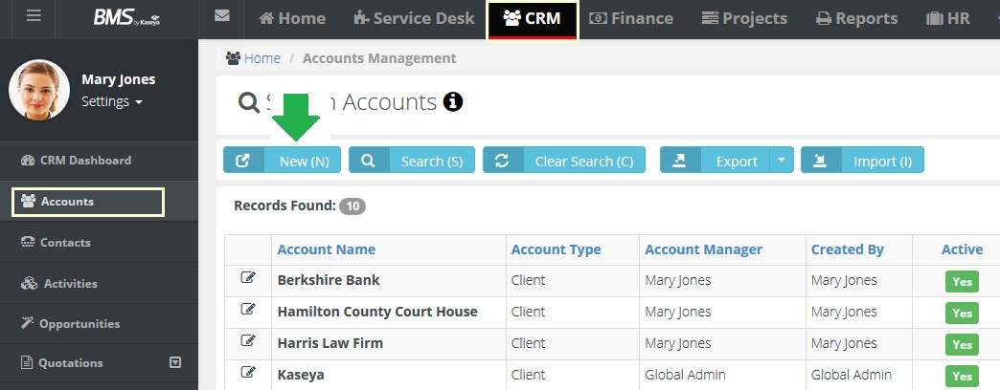 BMS by Kaseya Home Service Desk CRM Finance Projects Reports HR
Mary Jones
Settings
CRM Dashboard
Accounts
Contacts
Activities
Opportunities
Quotations
Home / Accounts Management
Accounts
New (N) Search (S) Clear Search (C) Export Import (I)
Records Found: 10
Account Name Account Type Account Manager Created By Active
Berkshire Bank Client Mary Jones Mary Jones Yes
Hamilton County Court House Client Mary Jones Mary Jones Yes
Harris Law Firm Client Mary Jones Mary Jones Yes
Kaseya Client Global Admin Global Admin Yes